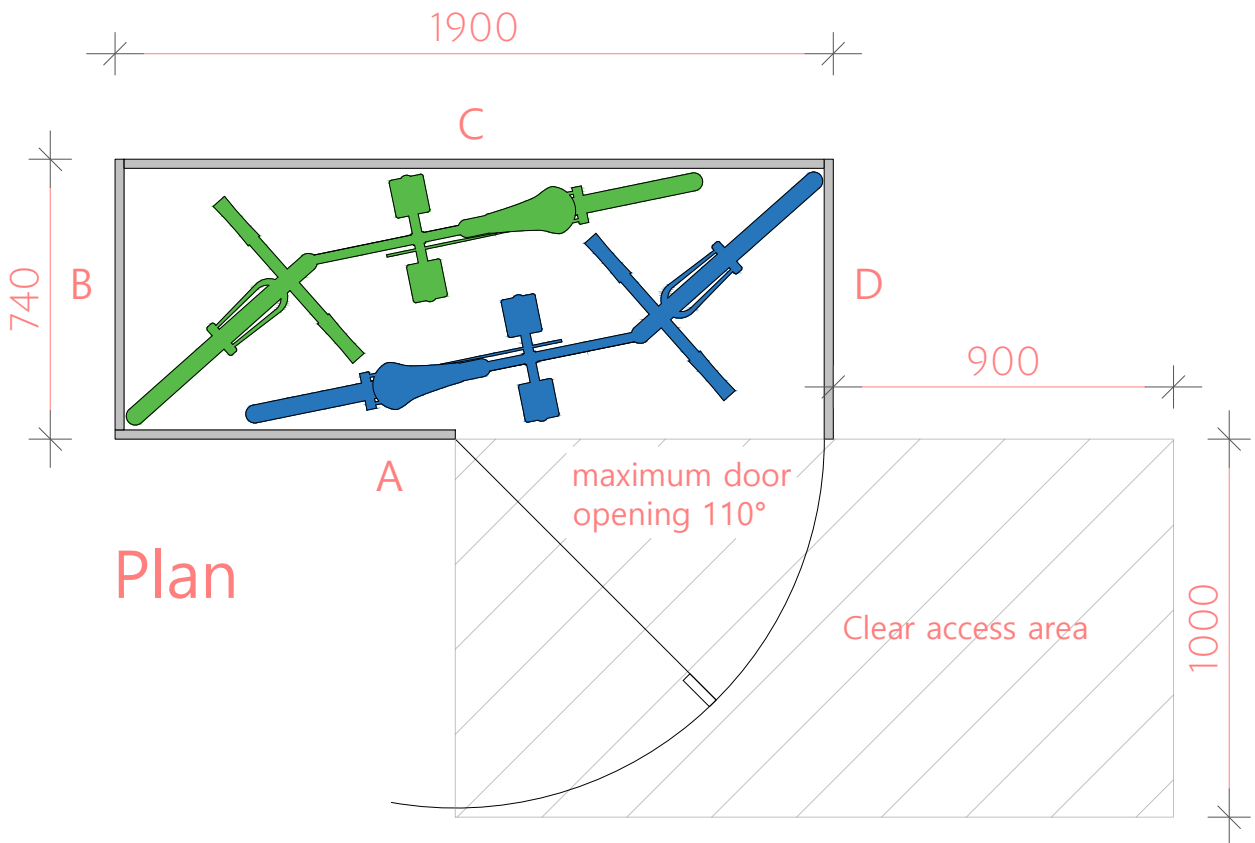 1900
C
740
B
D
900
A
maximum door
opening 110°
Plan
Clear access area
1000